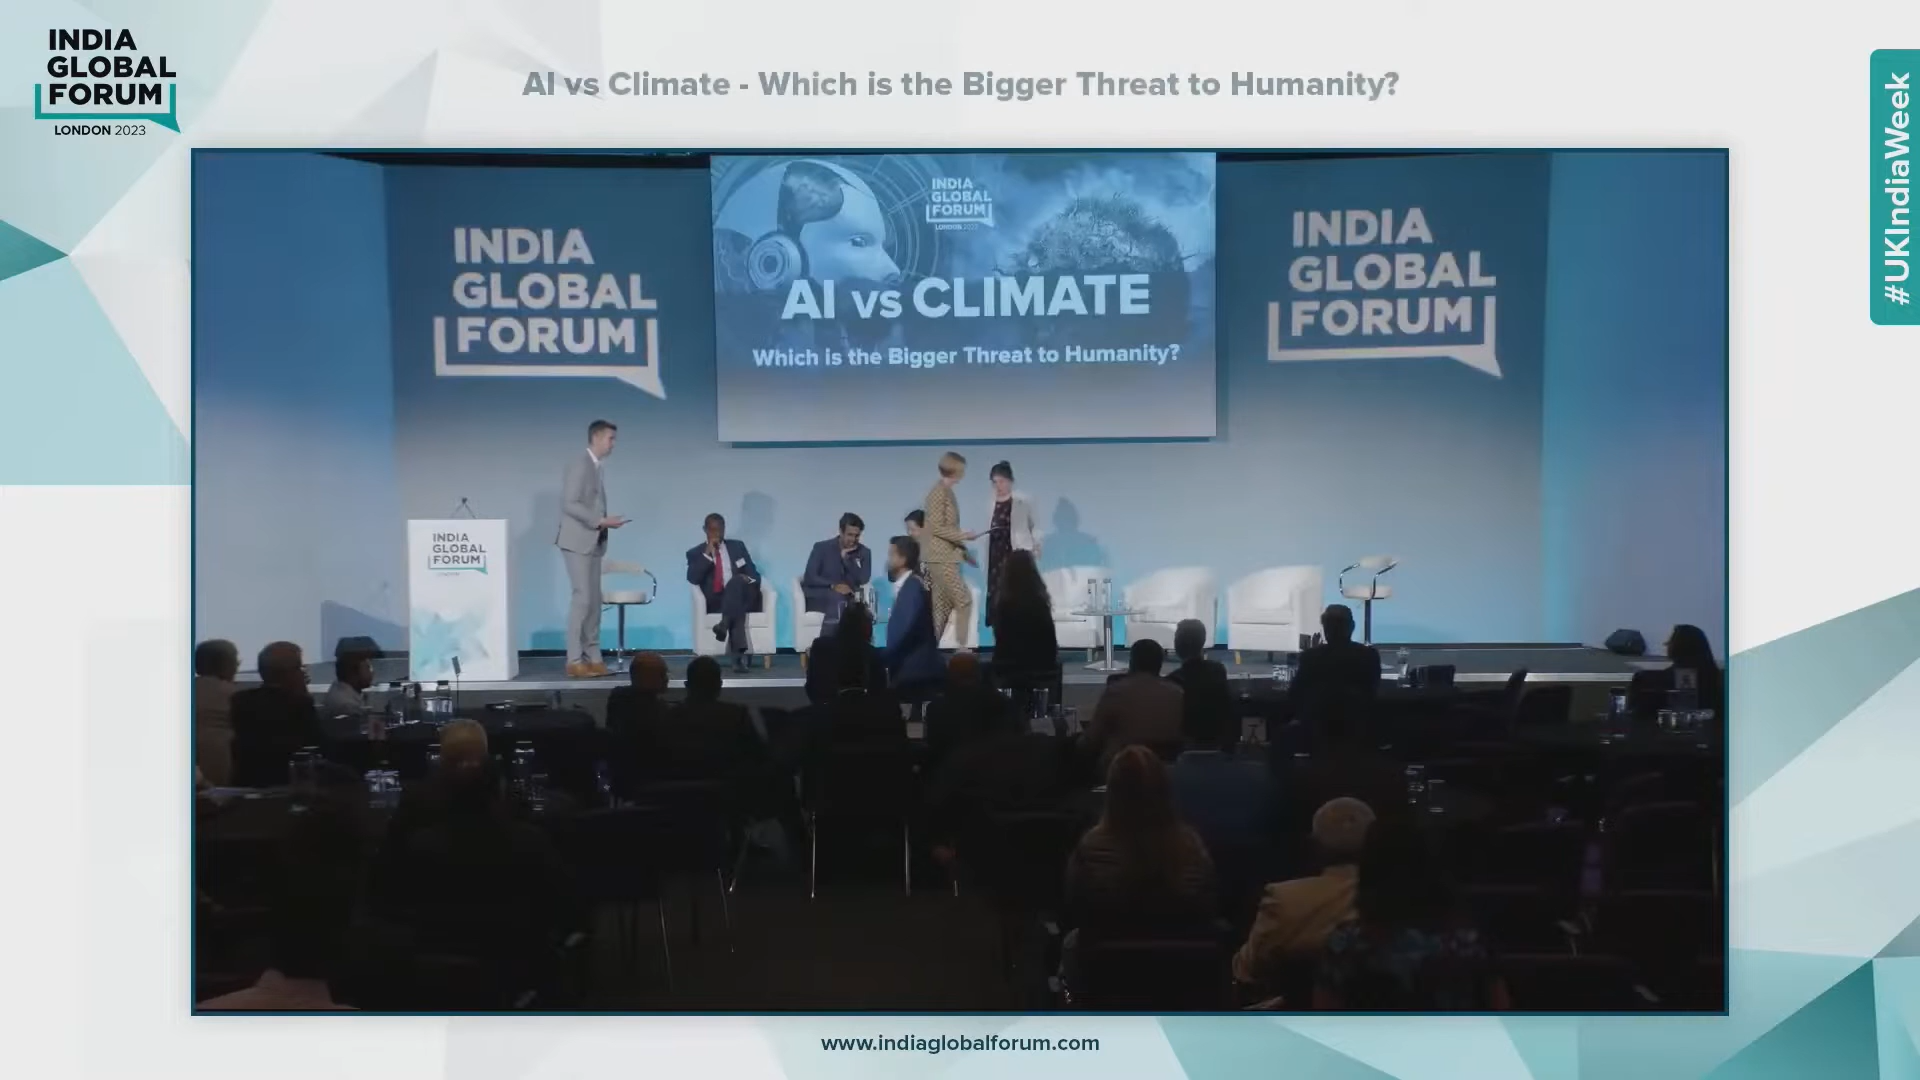 INDIA
GLOBAL
FORUM
LONDON 2023
AI vs Climate - Which is the Bigger Threat to Humanity?
#UKIndiaWeek
INDIA
GLOBAL
FORUM
INDIA
GLOBAL
FORUM
LONDON 2023
AI vs CLIMATE
Which is the Bigger Threat to Humanity?
INDIA
GLOBAL
FORUM
INDIA
GLOBAL
FORUM
www.indiaglobalforum.com